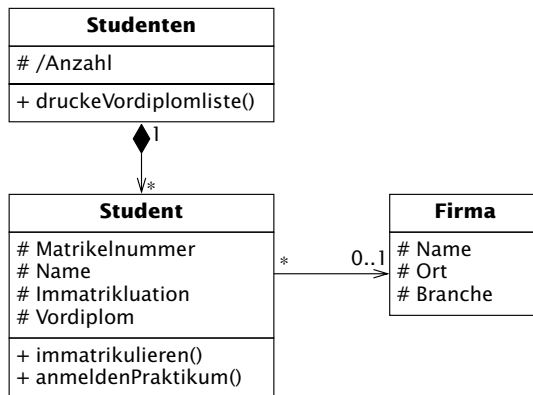 Studenten
# /Anzahl
+ druckeVordiplomliste()
1
*
Student
# Matrikelnummer
# Name
# Immatrikluation
# Vordiplom
+ immatrikulieren()
+ anmeldenPraktikum()
*
0..1
Firma
# Name
# Ort
# Branche